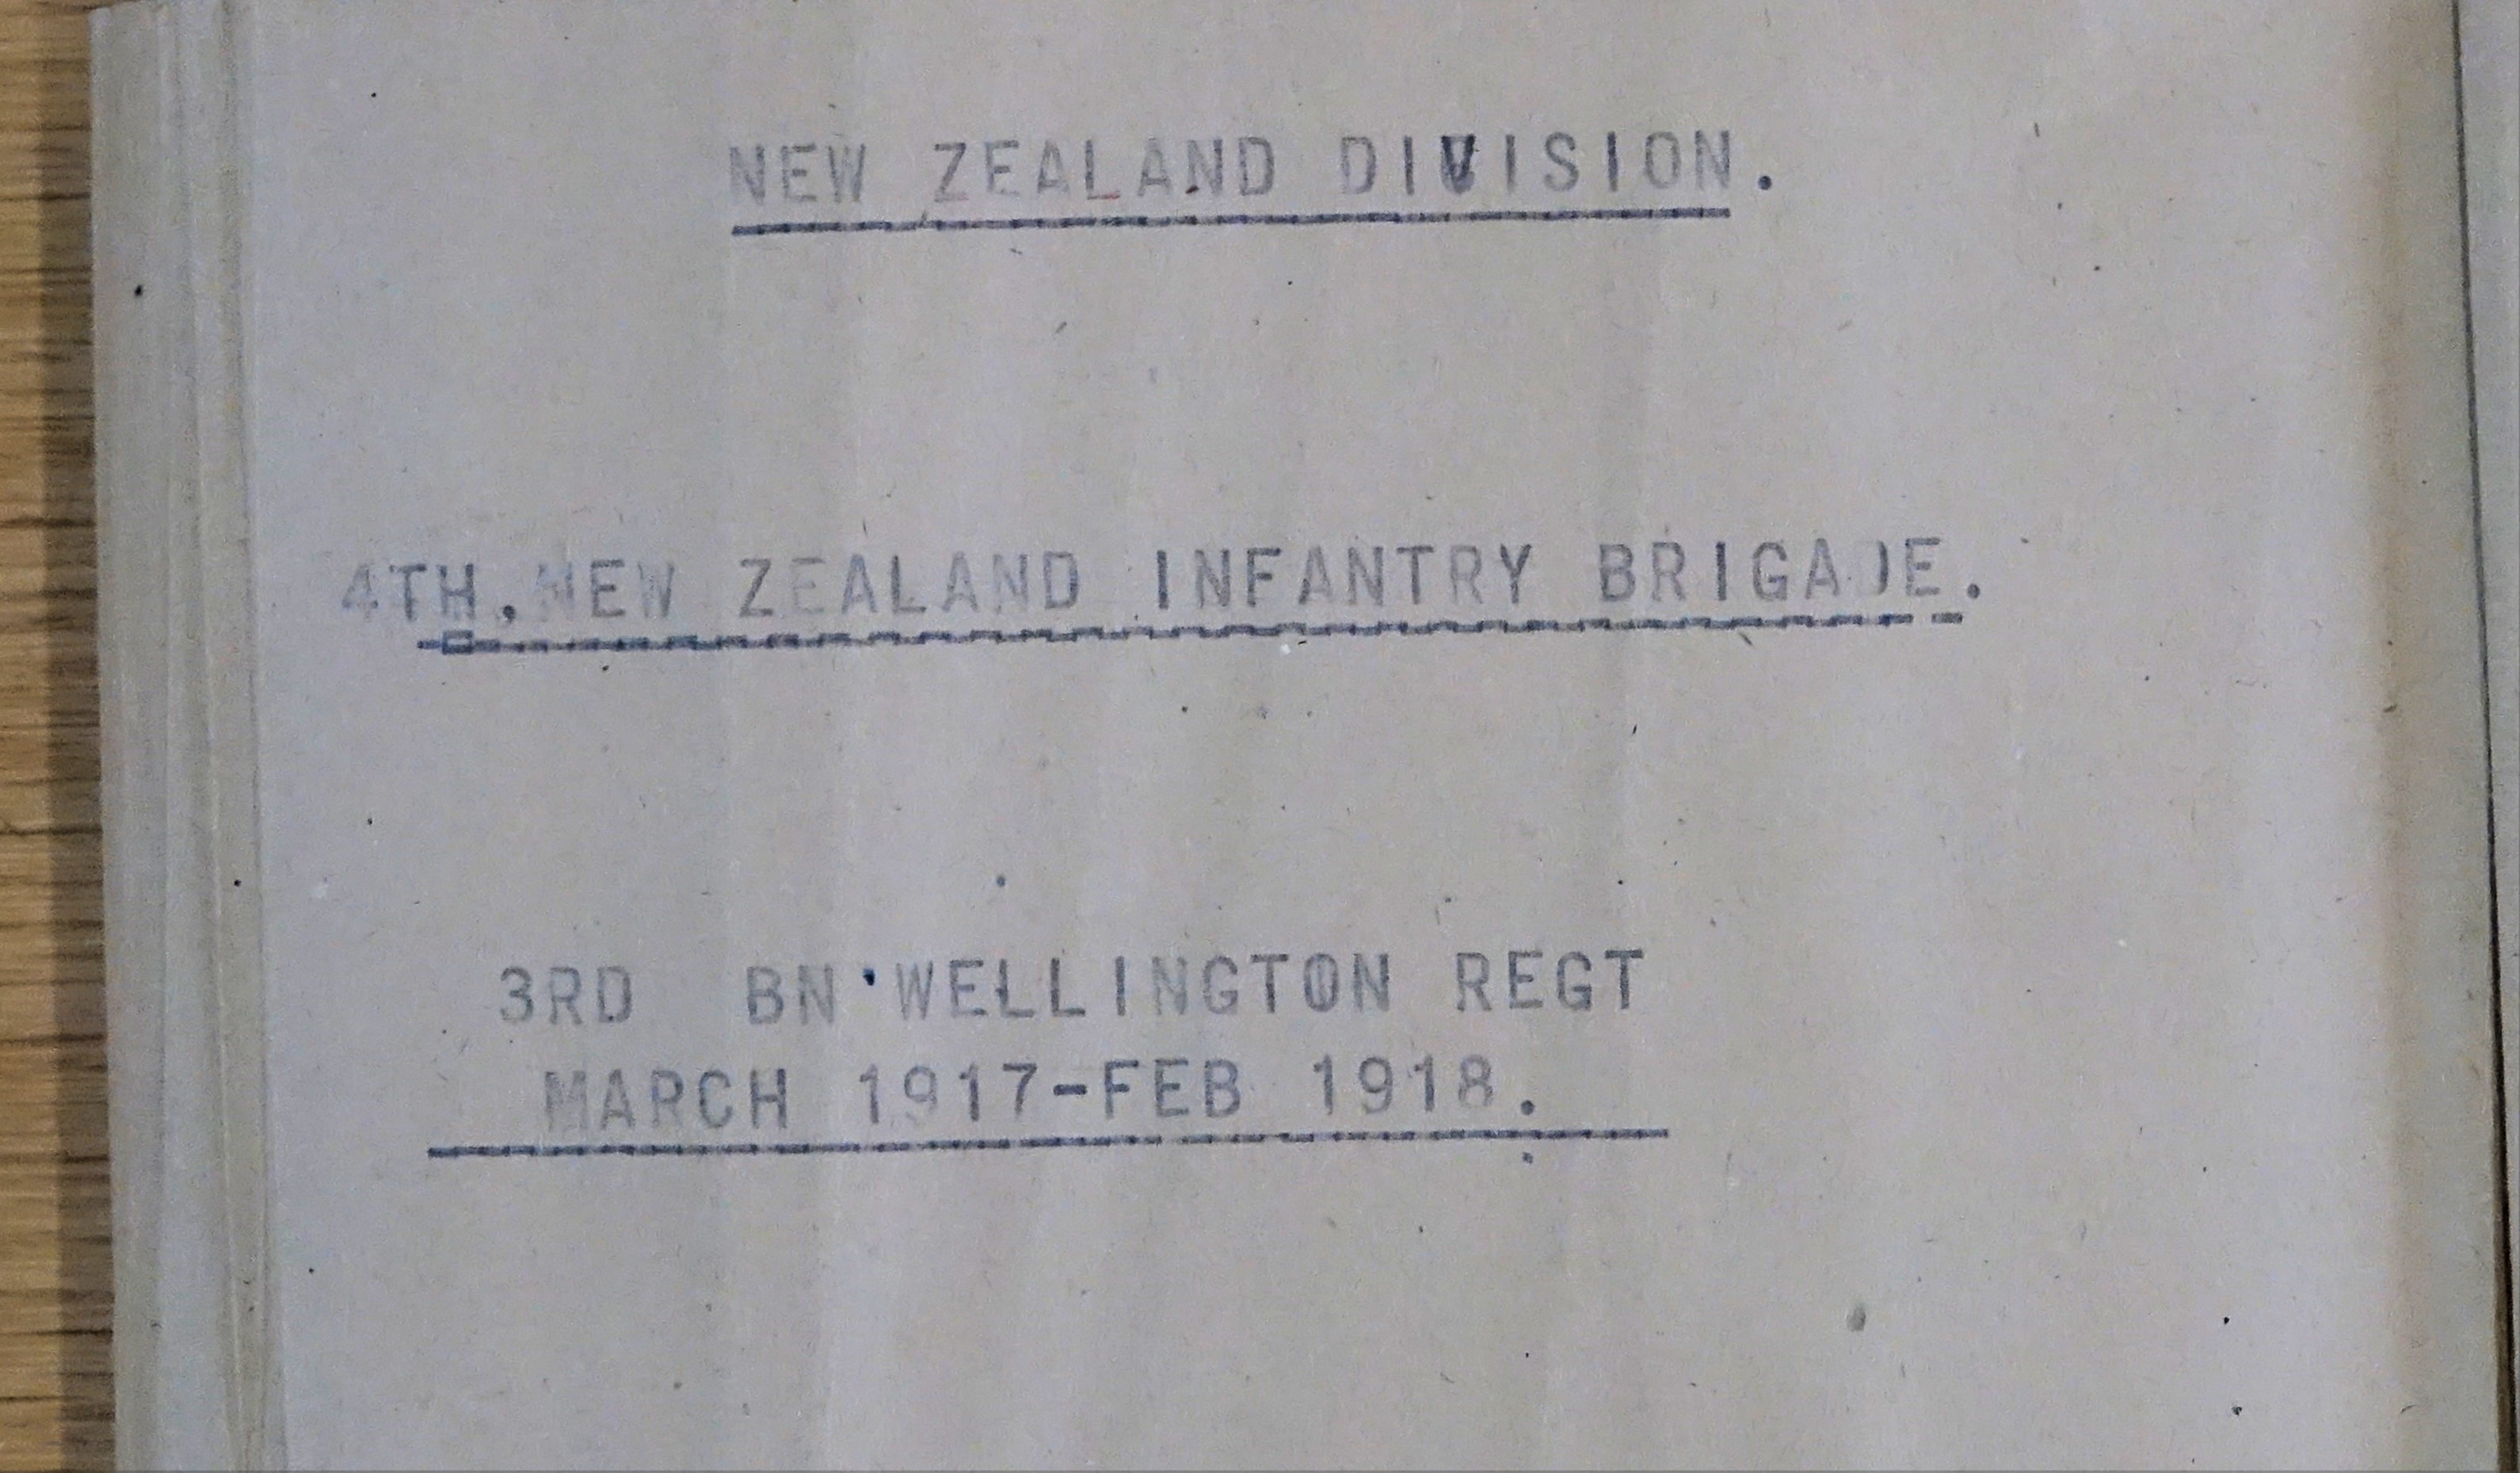 NEW ZEALAND DIVISION.
4TH.NEW ZEALAND INFANTRY BRIGADE.
3RD BN·WELLINGTON REGT
MARCH 1917-FEB 1918.